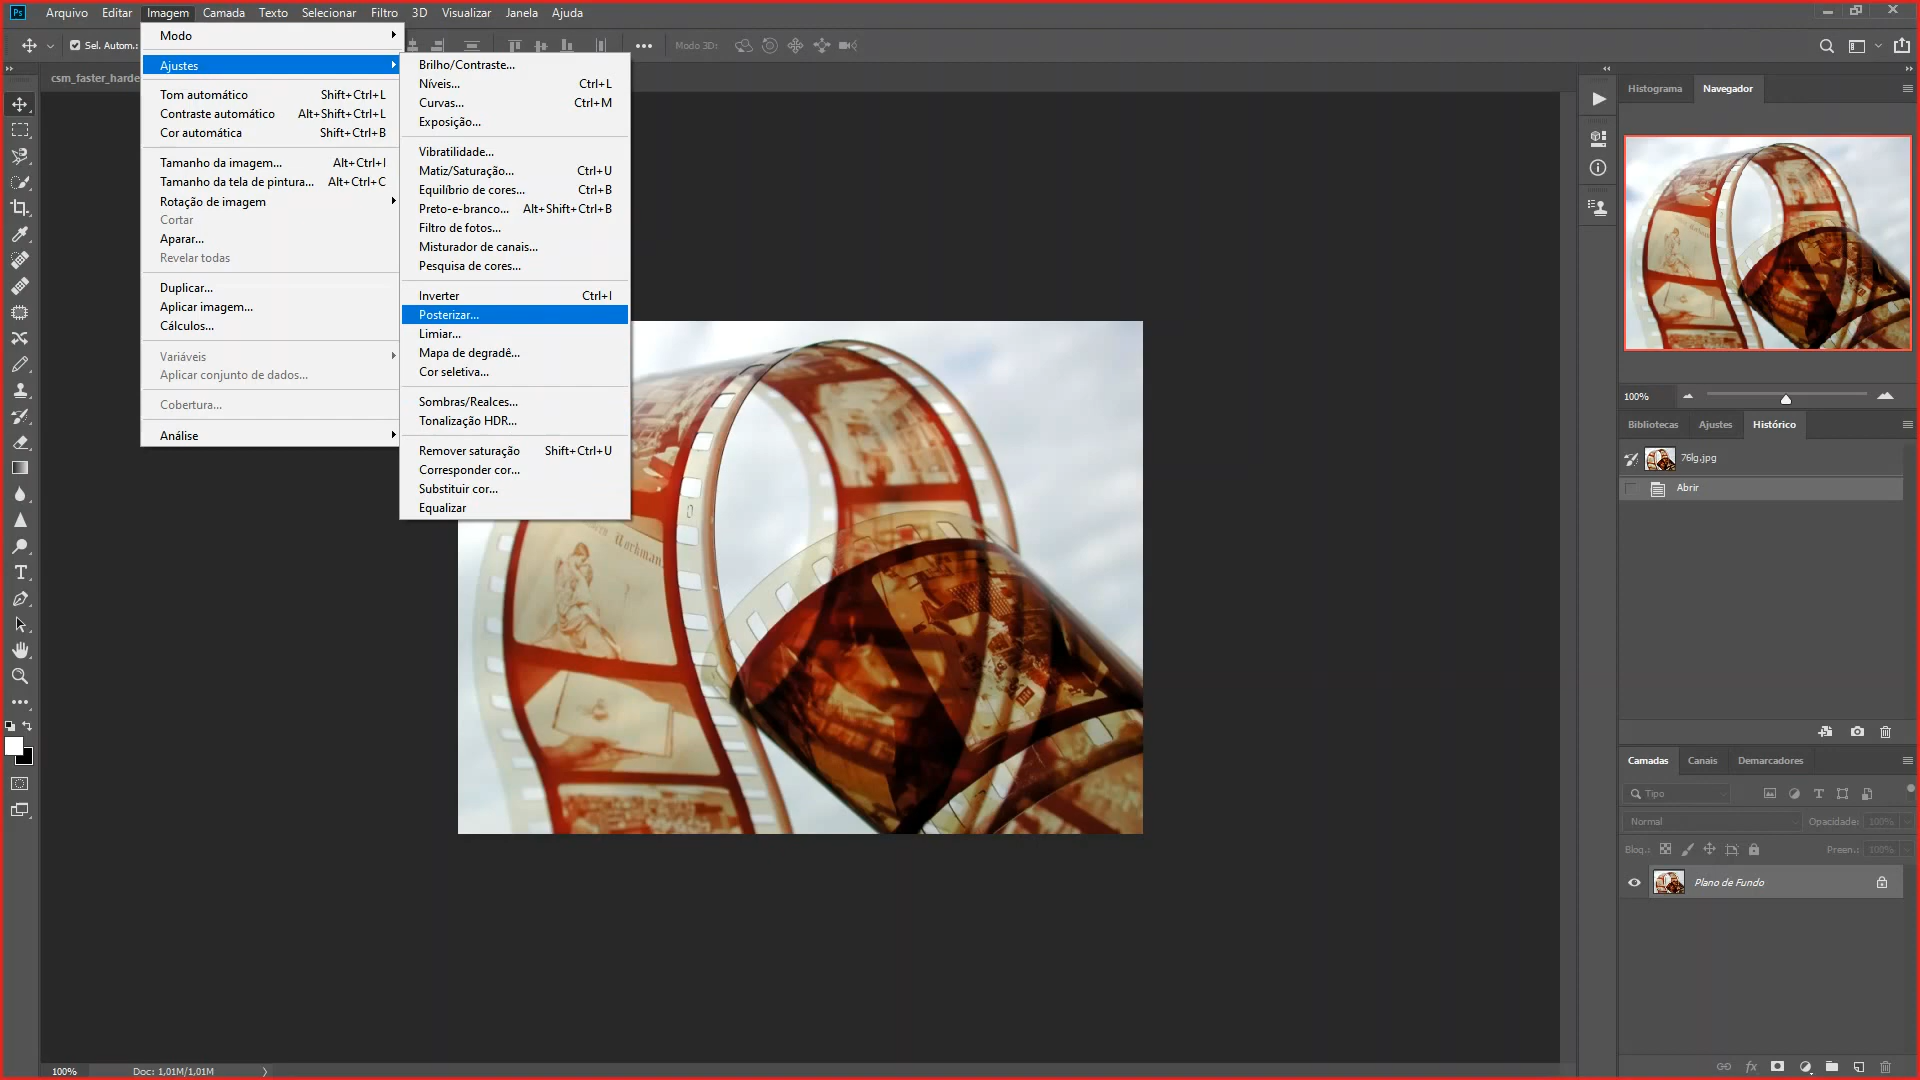 Ps Arquivo Editar Imagem Camada Texto Selecionar Filtro 3D Visualizar Janela Ajuda
Sel. Autom.:
Modo 3D:
csm_faster_harde
Modo
Ajustes
Tom automático Shift+Ctrl+L
Contraste automático Alt+Shift+Ctrl+L
Cor automática Shift+Ctrl+B
Tamanho da imagem... Alt+Ctrl+I
Tamanho da tela de pintura... Alt+Ctrl+C
Rotação de imagem
Cortar
Aparar...
Revelar todas
Duplicar...
Aplicar imagem...
Cálculos...
Variáveis
Aplicar conjunto de dados...
Cobertura...
Análise
Brilho/Contraste...
Níveis... Ctrl+L
Curvas... Ctrl+M
Exposição...
Vibratilidade...
Matiz/Saturação... Ctrl+U
Equilíbrio de cores... Ctrl+B
Preto-e-branco... Alt+Shift+Ctrl+B
Filtro de fotos...
Misturador de canais...
Pesquisa de cores...
Inverter Ctrl+I
Posterizar...
Limiar...
Mapa de degradê...
Cor seletiva...
Sombras/Realces...
Tonalização HDR...
Remover saturação Shift+Ctrl+U
Corresponder cor...
Substituir cor...
Equalizar
Histograma Navegador
100%
Bibliotecas Ajustes Histórico
76lg.jpg
Abrir
Camadas Canais Demarcadores
Tipo
Normal Opacidade: 100%
Bloq.: Preen.: 100%
Plano de Fundo
fx
100% Doc: 1,01M/1,01M